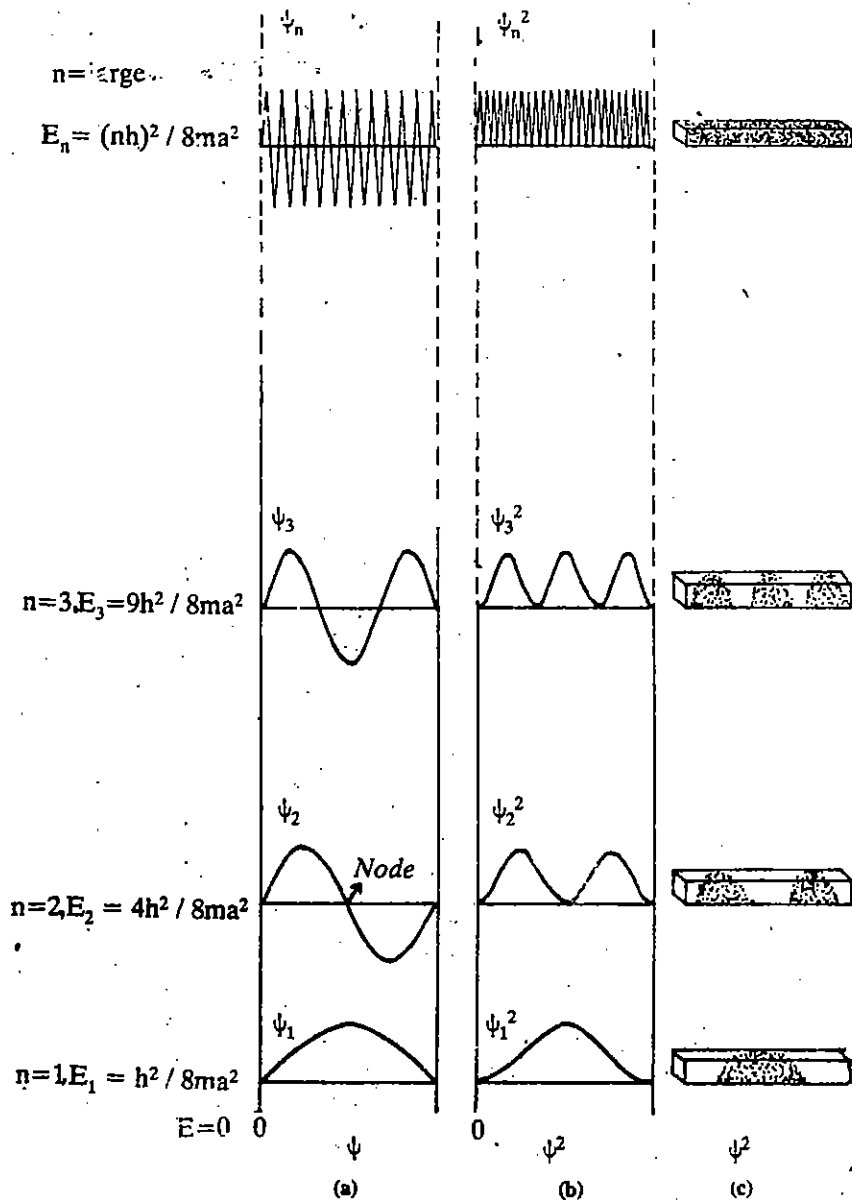 ψₙ ψₙ²
n=
Eₙ = (nh)² / 8ma²
ψ₃ ψ₃²
n=3,E₃=9h² / 8ma²
ψ₂ ψ₂²
Node
n=2,E₂ = 4h² / 8ma²
ψ₁ ψ₁²
n=1,E₁ = h² / 8ma²
E=0 0 0
ψ ψ² ψ²
(a) (b) (c)